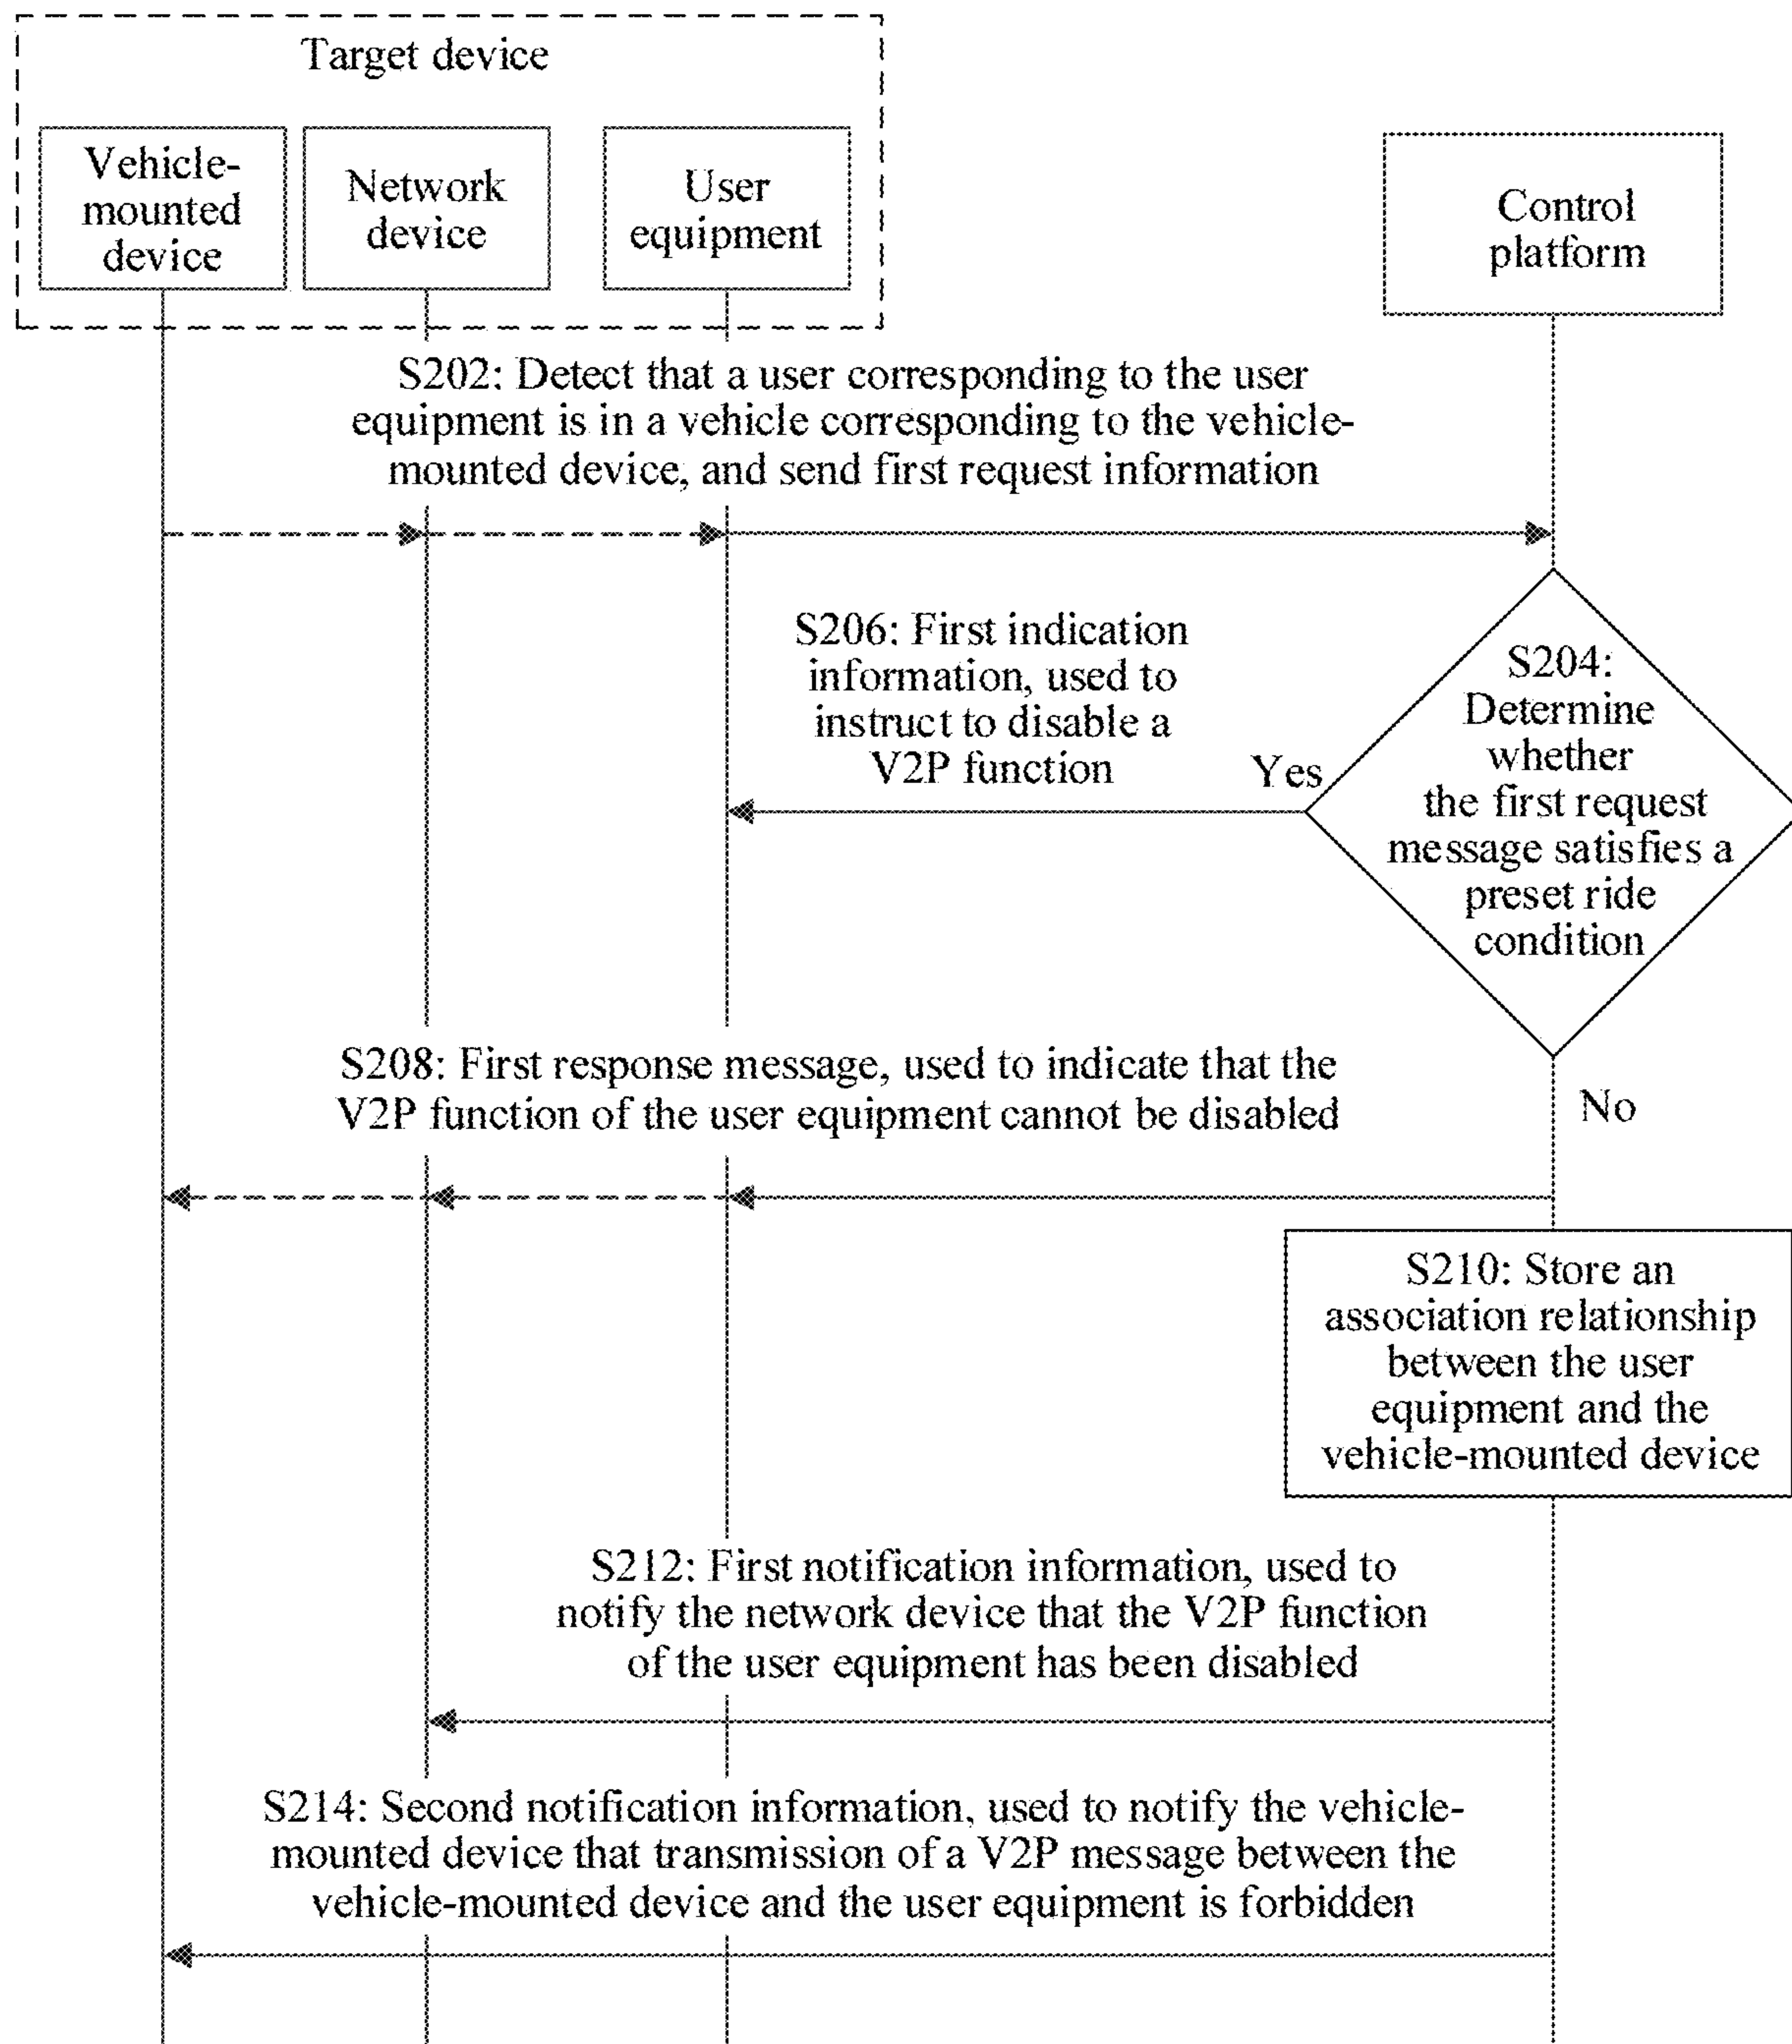 Target device
Vehicle-
mounted
device
Network
device
User
equipment
Control
platform
S202: Detect that a user corresponding to the user
equipment is in a vehicle corresponding to the vehicle-
mounted device, and send first request information
S206: First indication
information, used to
instruct to disable a
V2P function
Yes
S204:
Determine
whether
the first request
message satisfies a
preset ride
condition
S208: First response message, used to indicate that the
V2P function of the user equipment cannot be disabled
No
S210: Store an
association relationship
between the user
equipment and the
vehicle-mounted device
S212: First notification information, used to
notify the network device that the V2P function
of the user equipment has been disabled
S214: Second notification information, used to notify the vehicle-
mounted device that transmission of a V2P message between the
vehicle-mounted device and the user equipment is forbidden